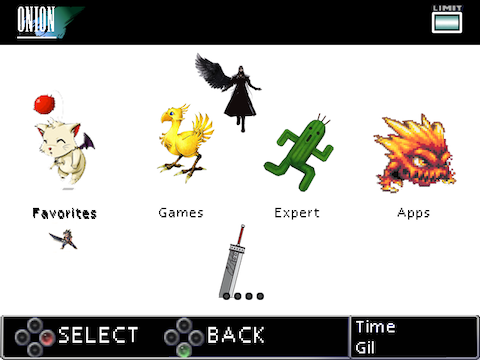 ONION
LIMIT
Favorites
Games
Expert
Apps
SELECT
BACK
Time
Gil